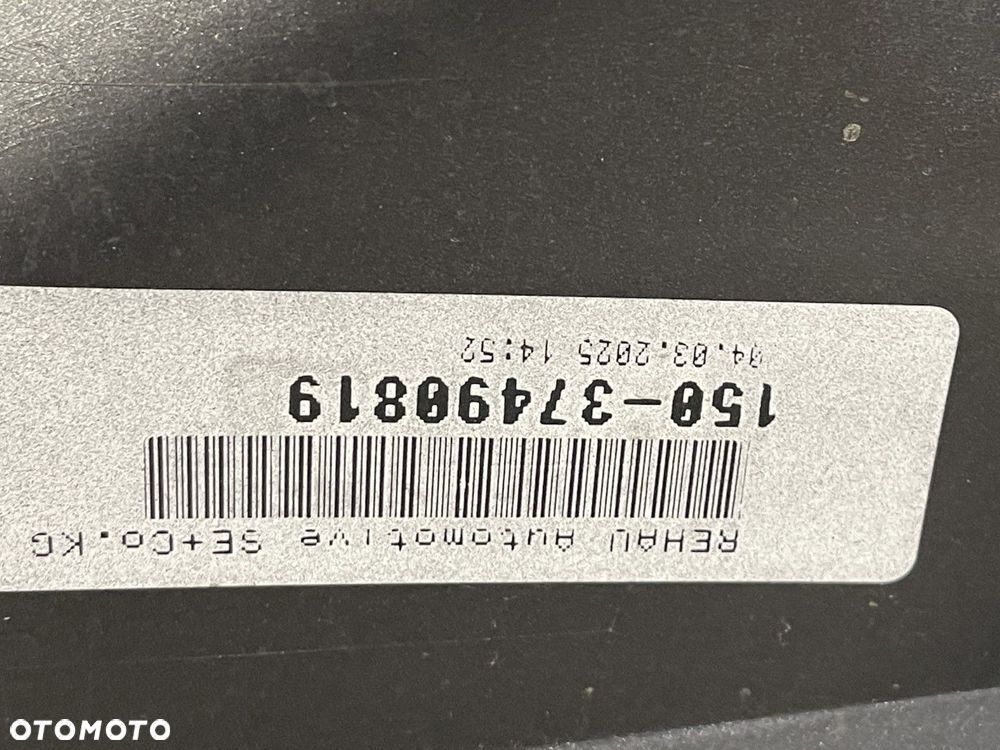 REHAU Automotive SE+Co.KG
150-37490819
04.03.2025 14:52
OTOMOTO